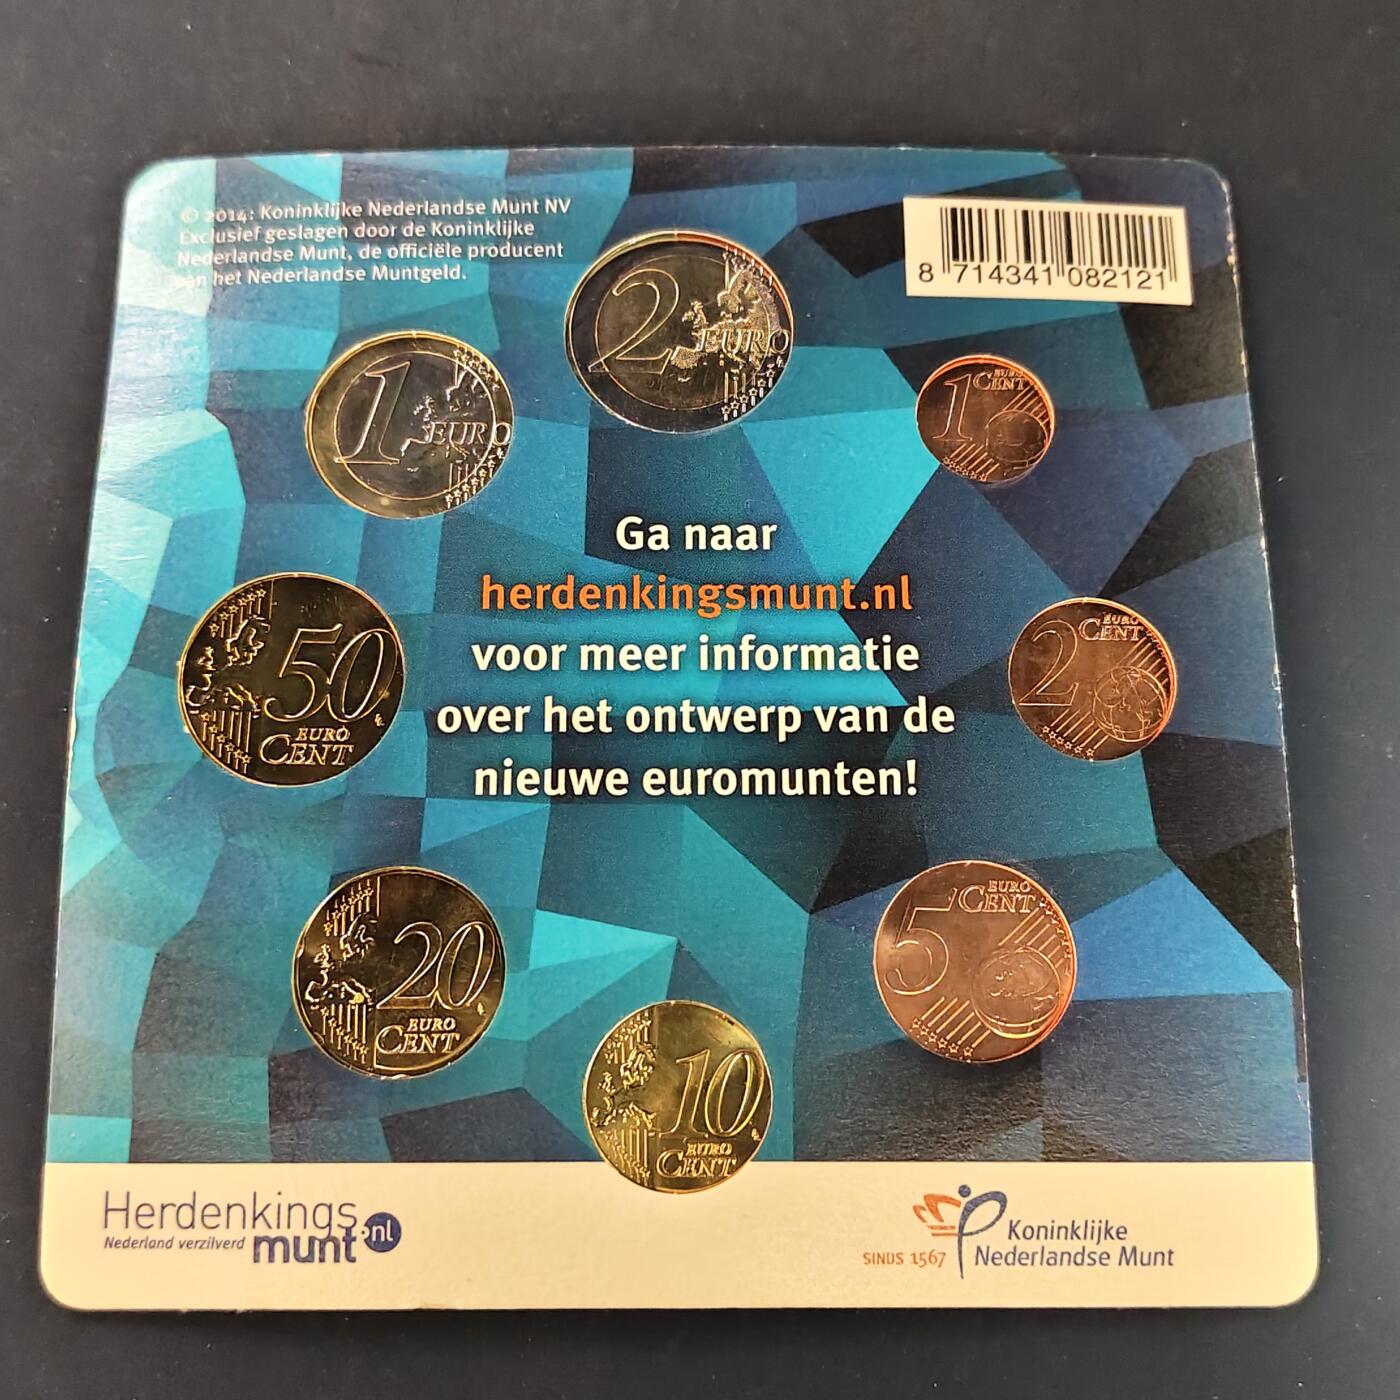 © 2014: Koninklijke Nederlandse Munt NV
Exclusief geslagen door de Koninklijke
Nederlandse Munt, de officiële producent
van het Nederlandse Muntgeld.
8 714341 082121
2 EURO
1 EURO
1 EURO
CENT
Ga naar
herdenkingsmunt.nl
voor meer informatie
over het ontwerp van de
nieuwe euromunten!
50 EURO
CENT
2 EURO
CENT
20 EURO
CENT
5 EURO
CENT
10 EURO
CENT
Herdenkings
munt.nl
Nederland verzilverd
SINDS 1567
Koninklijke
Nederlandse Munt